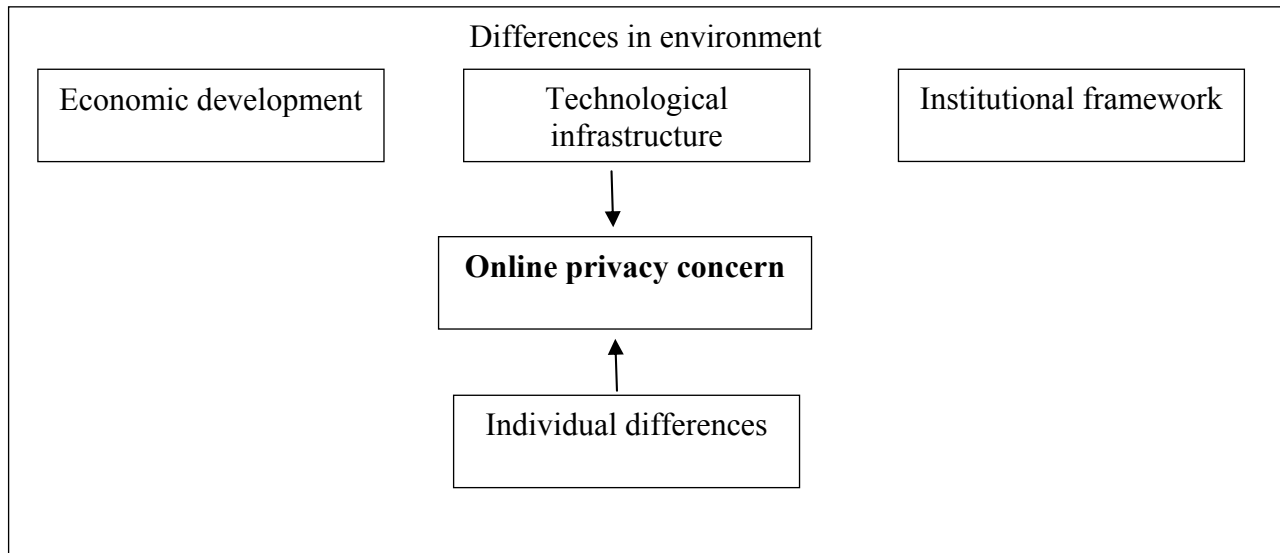 Differences in environment
Economic development
Technological
infrastructure
Institutional framework
Online privacy concern
Individual differences